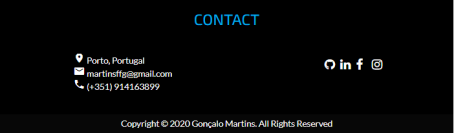 CONTACT
Porto, Portugal
martinsffg@gmail.com
(+351) 914163899
Copyright © 2020 Gonçalo Martins. All Rights Reserved